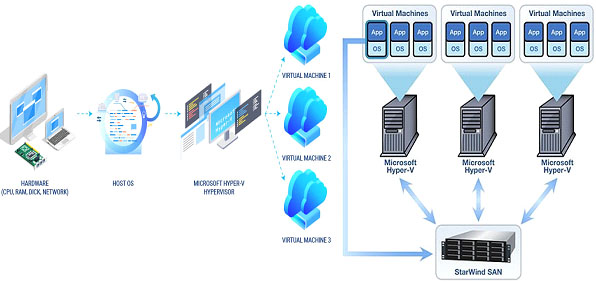 HARDWARE
(CPU, RAM, DICK, NETWORK)
HOST OS
MICROSOFT HYPER-V
HYPERVISOR
VIRTUAL MACHINE 1
VIRTUAL MACHINE 2
VIRTUAL MACHINE 3
Virtual Machines
App App App
OS OS OS
Virtual Machines
App App App
OS OS OS
Virtual Machines
App App App
OS OS OS
Microsoft
Hyper-V
Microsoft
Hyper-V
Microsoft
Hyper-V
StarWind SAN